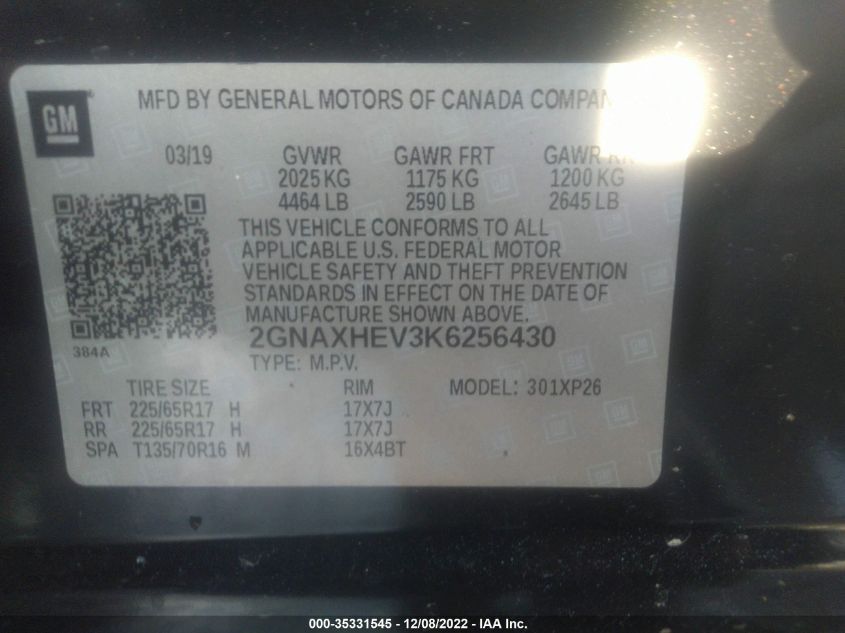 GM
MFD BY GENERAL MOTORS OF CANADA
03/19 GVWR GAWR FRT GAWR
2025 KG 1175 KG 1200 KG
4464 LB 2590 LB 2645 LB
THIS VEHICLE CONFORMS TO ALL
APPLICABLE U.S. FEDERAL MOTOR
VEHICLE SAFETY AND THEFT PREVENTION
STANDARDS IN EFFECT ON THE DATE OF
MANUFACTURE SHOWN ABOVE.
2GNAXHEV3K6256430
384A
TYPE: M.P.V.
TIRE SIZE RIM MODEL: 301XP26
FRT 225/65R17 H 17X7J
RR 225/65R17 H 17X7J
SPA T135/70R16 M 16X4BT
000-35331545 - 12/08/2022 - IAA Inc.